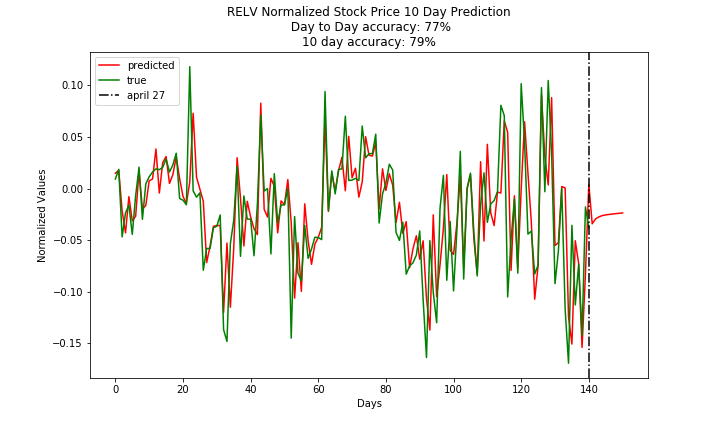 RELV Normalized Stock Price 10 Day Prediction
Day to Day accuracy: 77%
10 day accuracy: 79%
predicted
true
april 27
Normalized Values
0.10
0.05
0.00
−0.05
−0.10
−0.15
0 20 40 60 80 100 120 140
Days